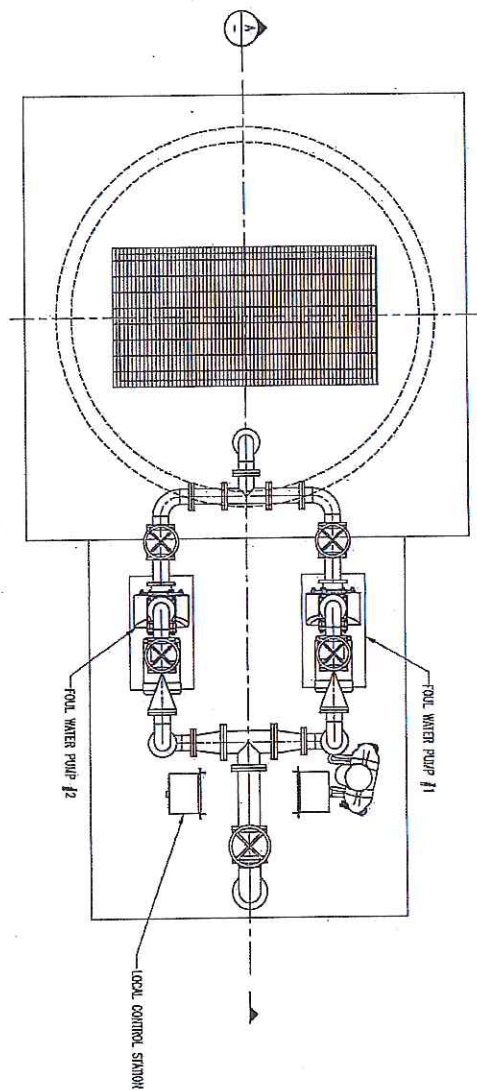 A
-
FOUL WATER PUMP #1
FOUL WATER PUMP #2
LOCAL CONTROL STATION